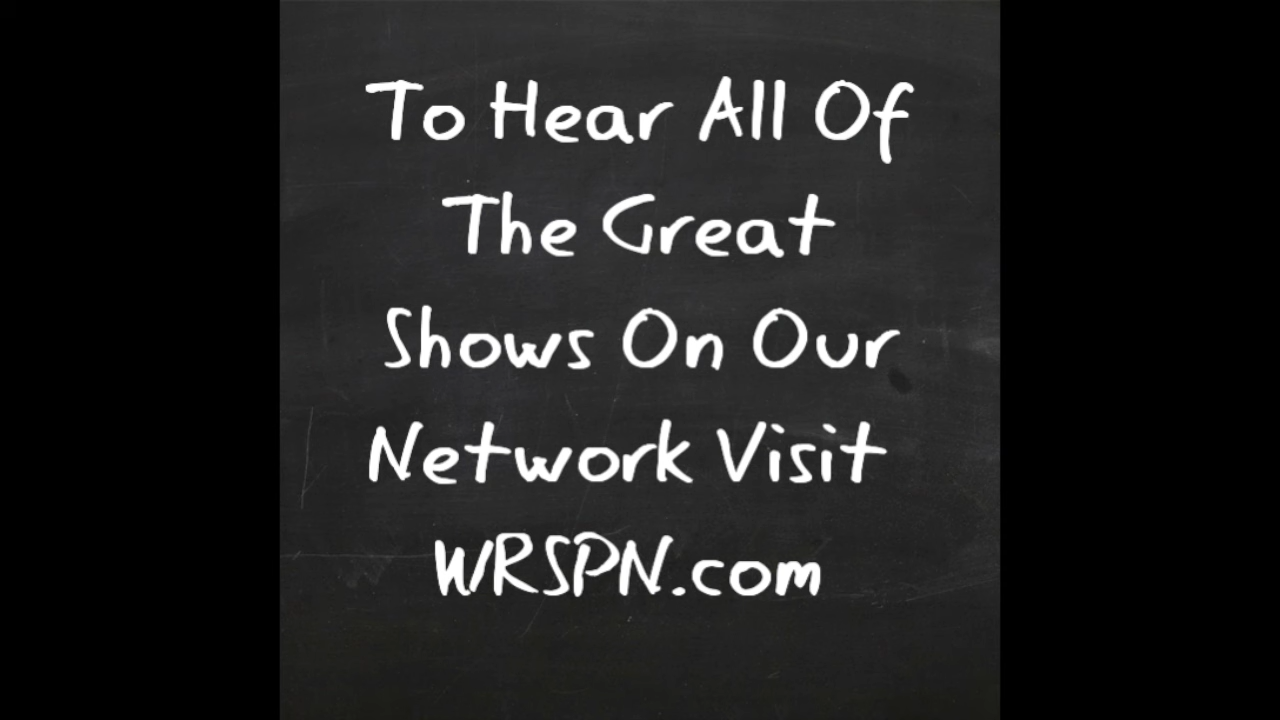 To Hear All Of
The Great
Shows On Our
Network Visit
WRSPN.com